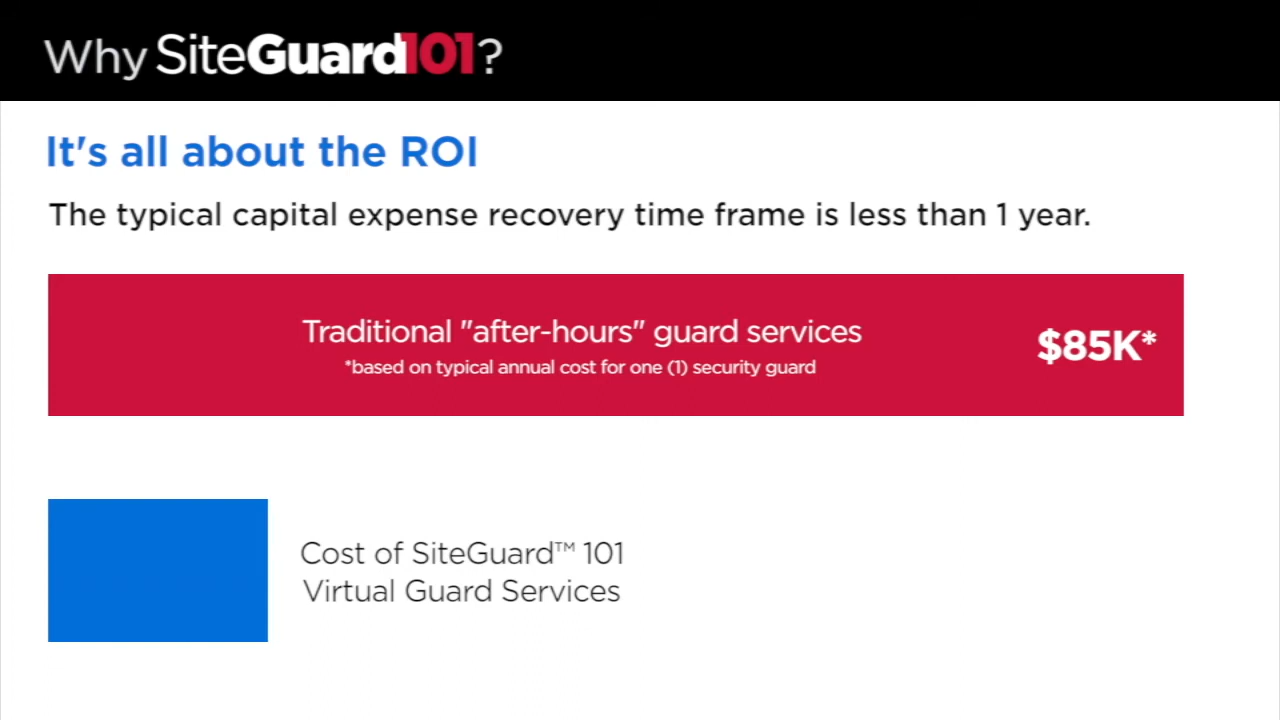 Why SiteGuard101?
It's all about the ROI
The typical capital expense recovery time frame is less than 1 year.
Traditional "after-hours" guard services
*based on typical annual cost for one (1) security guard
$85K*
Cost of SiteGuard™ 101
Virtual Guard Services